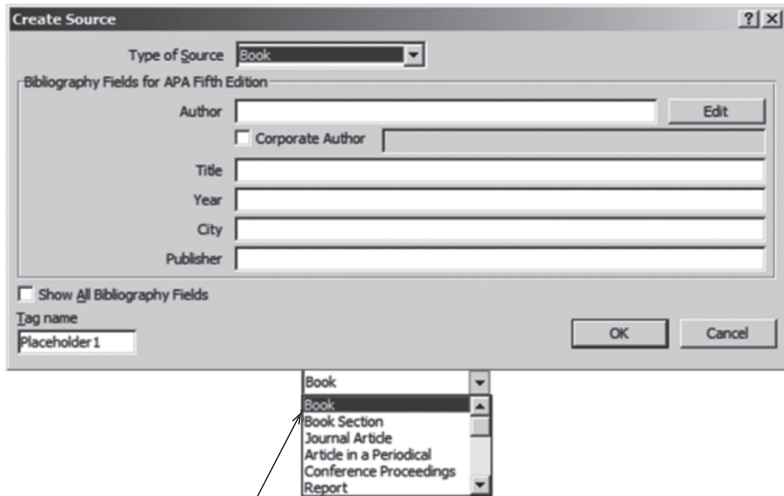 Create Source
Type of Source Book
Bibliography Fields for APA Fifth Edition
Author Edit
Corporate Author
Title
Year
City
Publisher
Show All Bibliography Fields
Tag name
Placeholder1 OK Cancel
Book
Book
Book Section
Journal Article
Article in a Periodical
Conference Proceedings
Report